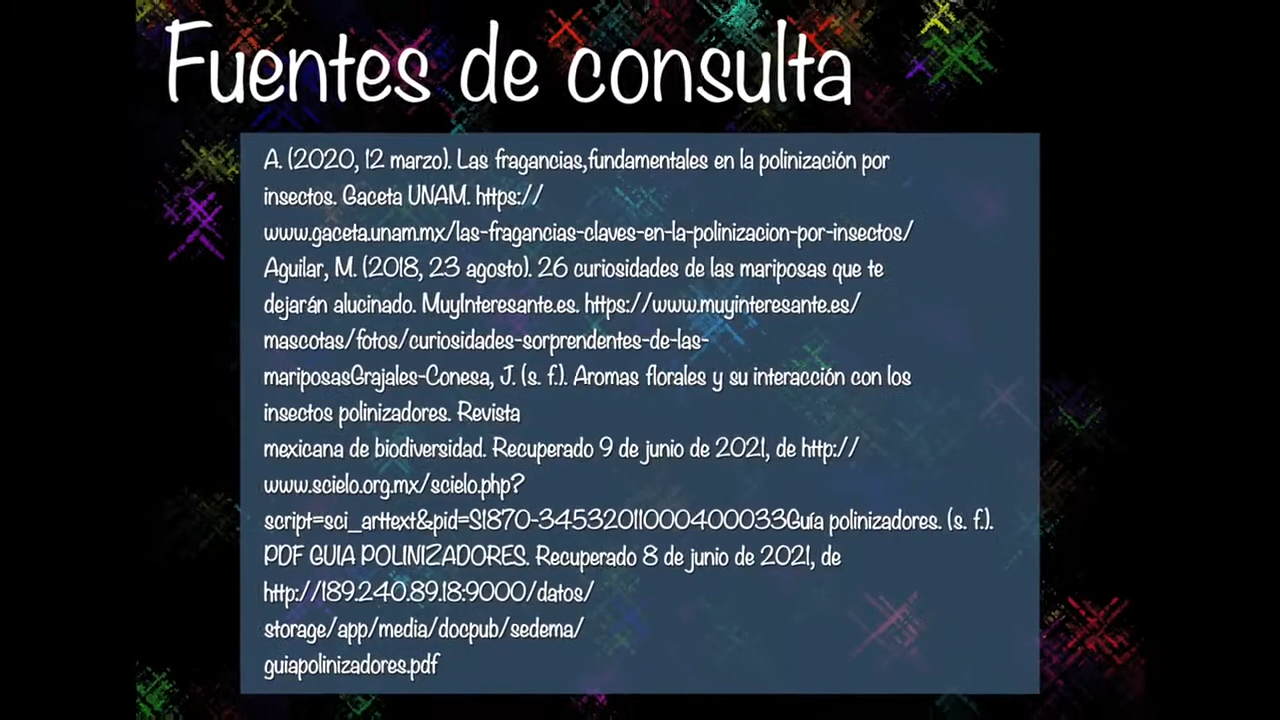 Fuentes de consulta
A. (2020, 12 marzo). Las fragancias,fundamentales en la polinización por
insectos. Gaceta UNAM. https://
www.gaceta.unam.mx/las-fragancias-claves-en-la-polinizacion-por-insectos/
Aguilar, M. (2018, 23 agosto). 26 curiosidades de las mariposas que te
dejarán alucinado. MuyInteresante.es. https://www.muyinteresante.es/
mascotas/fotos/curiosidades-sorprendentes-de-las-
mariposasGrajales-Conesa, J. (s. f.). Aromas florales y su interacción con los
insectos polinizadores. Revista
mexicana de biodiversidad. Recuperado 9 de junio de 2021, de http://
www.scielo.org.mx/scielo.php?
script=sci_arttext&pid=S1870-34532011000400033Guía polinizadores. (s. f.).
PDF GUIA POLINIZADORES. Recuperado 8 de junio de 2021, de
http://189.240.89.18:9000/datos/
storage/app/media/docpub/sedema/
guiapolinizadores.pdf